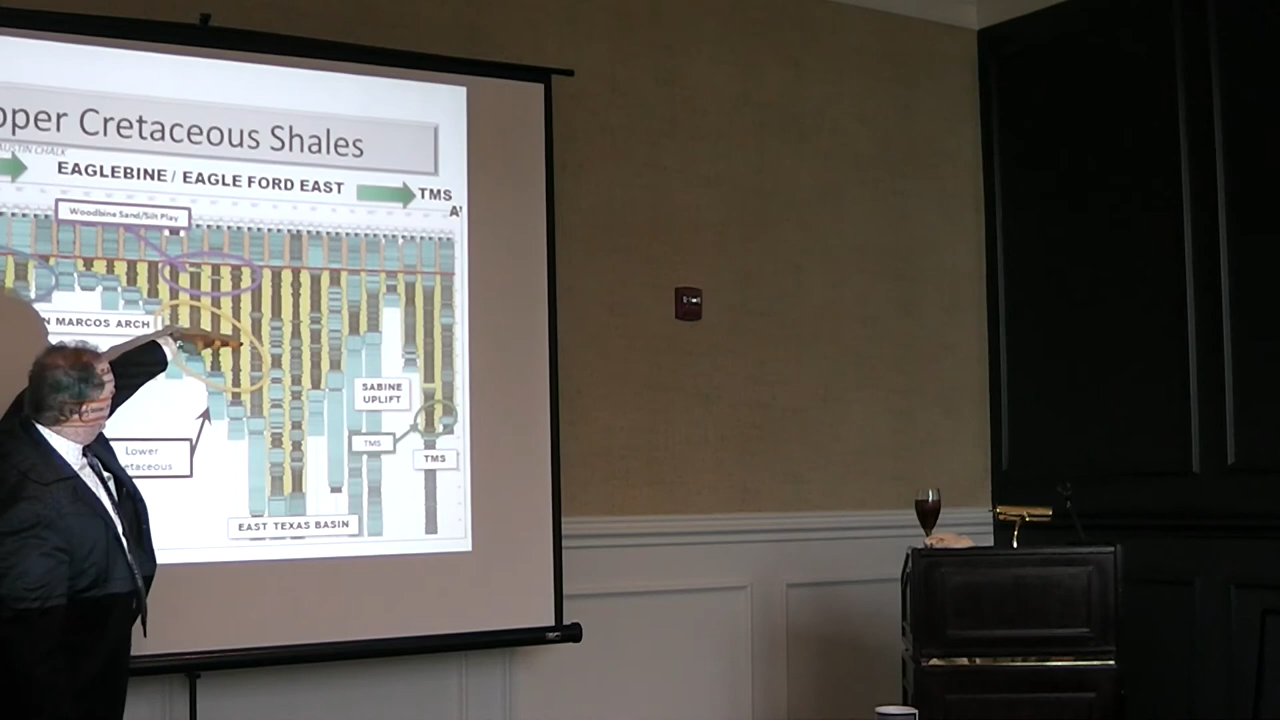 pper Cretaceous Shales
AUSTIN CHALK
EAGLEBINE / EAGLE FORD EAST
TMS
A'
Woodbine Sand/Silt Play
N MARCOS ARCH
SABINE
UPLIFT
TMS
Lower
etaceous
TMS
EAST TEXAS BASIN